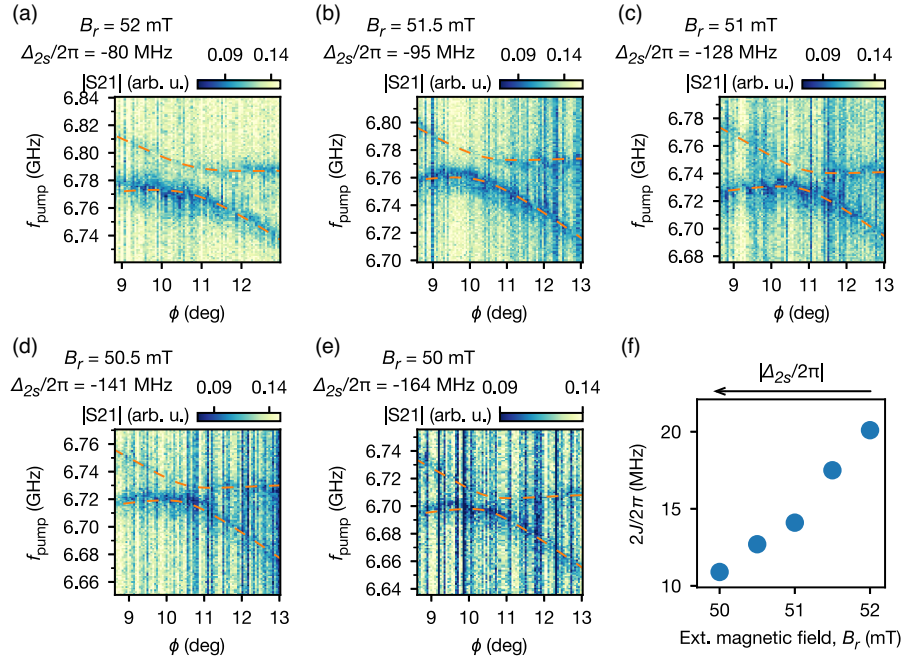 (a)
B_r = 52 mT
Δ_2s/2π = -80 MHz
|S21| (arb. u.)
0.09 0.14
6.84
6.82
6.80
6.78
6.76
6.74
f_pump (GHz)
9 10 11 12
ϕ (deg)
(b)
B_r = 51.5 mT
Δ_2s/2π = -95 MHz
|S21| (arb. u.)
0.09 0.14
6.80
6.78
6.76
6.74
6.72
6.70
f_pump (GHz)
9 10 11 12 13
ϕ (deg)
(c)
B_r = 51 mT
Δ_2s/2π = -128 MHz
|S21| (arb. u.)
0.09 0.14
6.78
6.76
6.74
6.72
6.70
6.68
f_pump (GHz)
9 10 11 12 13
ϕ (deg)
(d)
B_r = 50.5 mT
Δ_2s/2π = -141 MHz
|S21| (arb. u.)
0.09 0.14
6.76
6.74
6.72
6.70
6.68
6.66
f_pump (GHz)
9 10 11 12 13
ϕ (deg)
(e)
B_r = 50 mT
Δ_2s/2π = -164 MHz
|S21| (arb. u.)
0.09 0.14
6.74
6.72
6.70
6.68
6.66
6.64
f_pump (GHz)
9 10 11 12 13
ϕ (deg)
(f)
|Δ_2s/2π|
20
15
10
2J/2π (MHz)
50 51 52
Ext. magnetic field, B_r (mT)